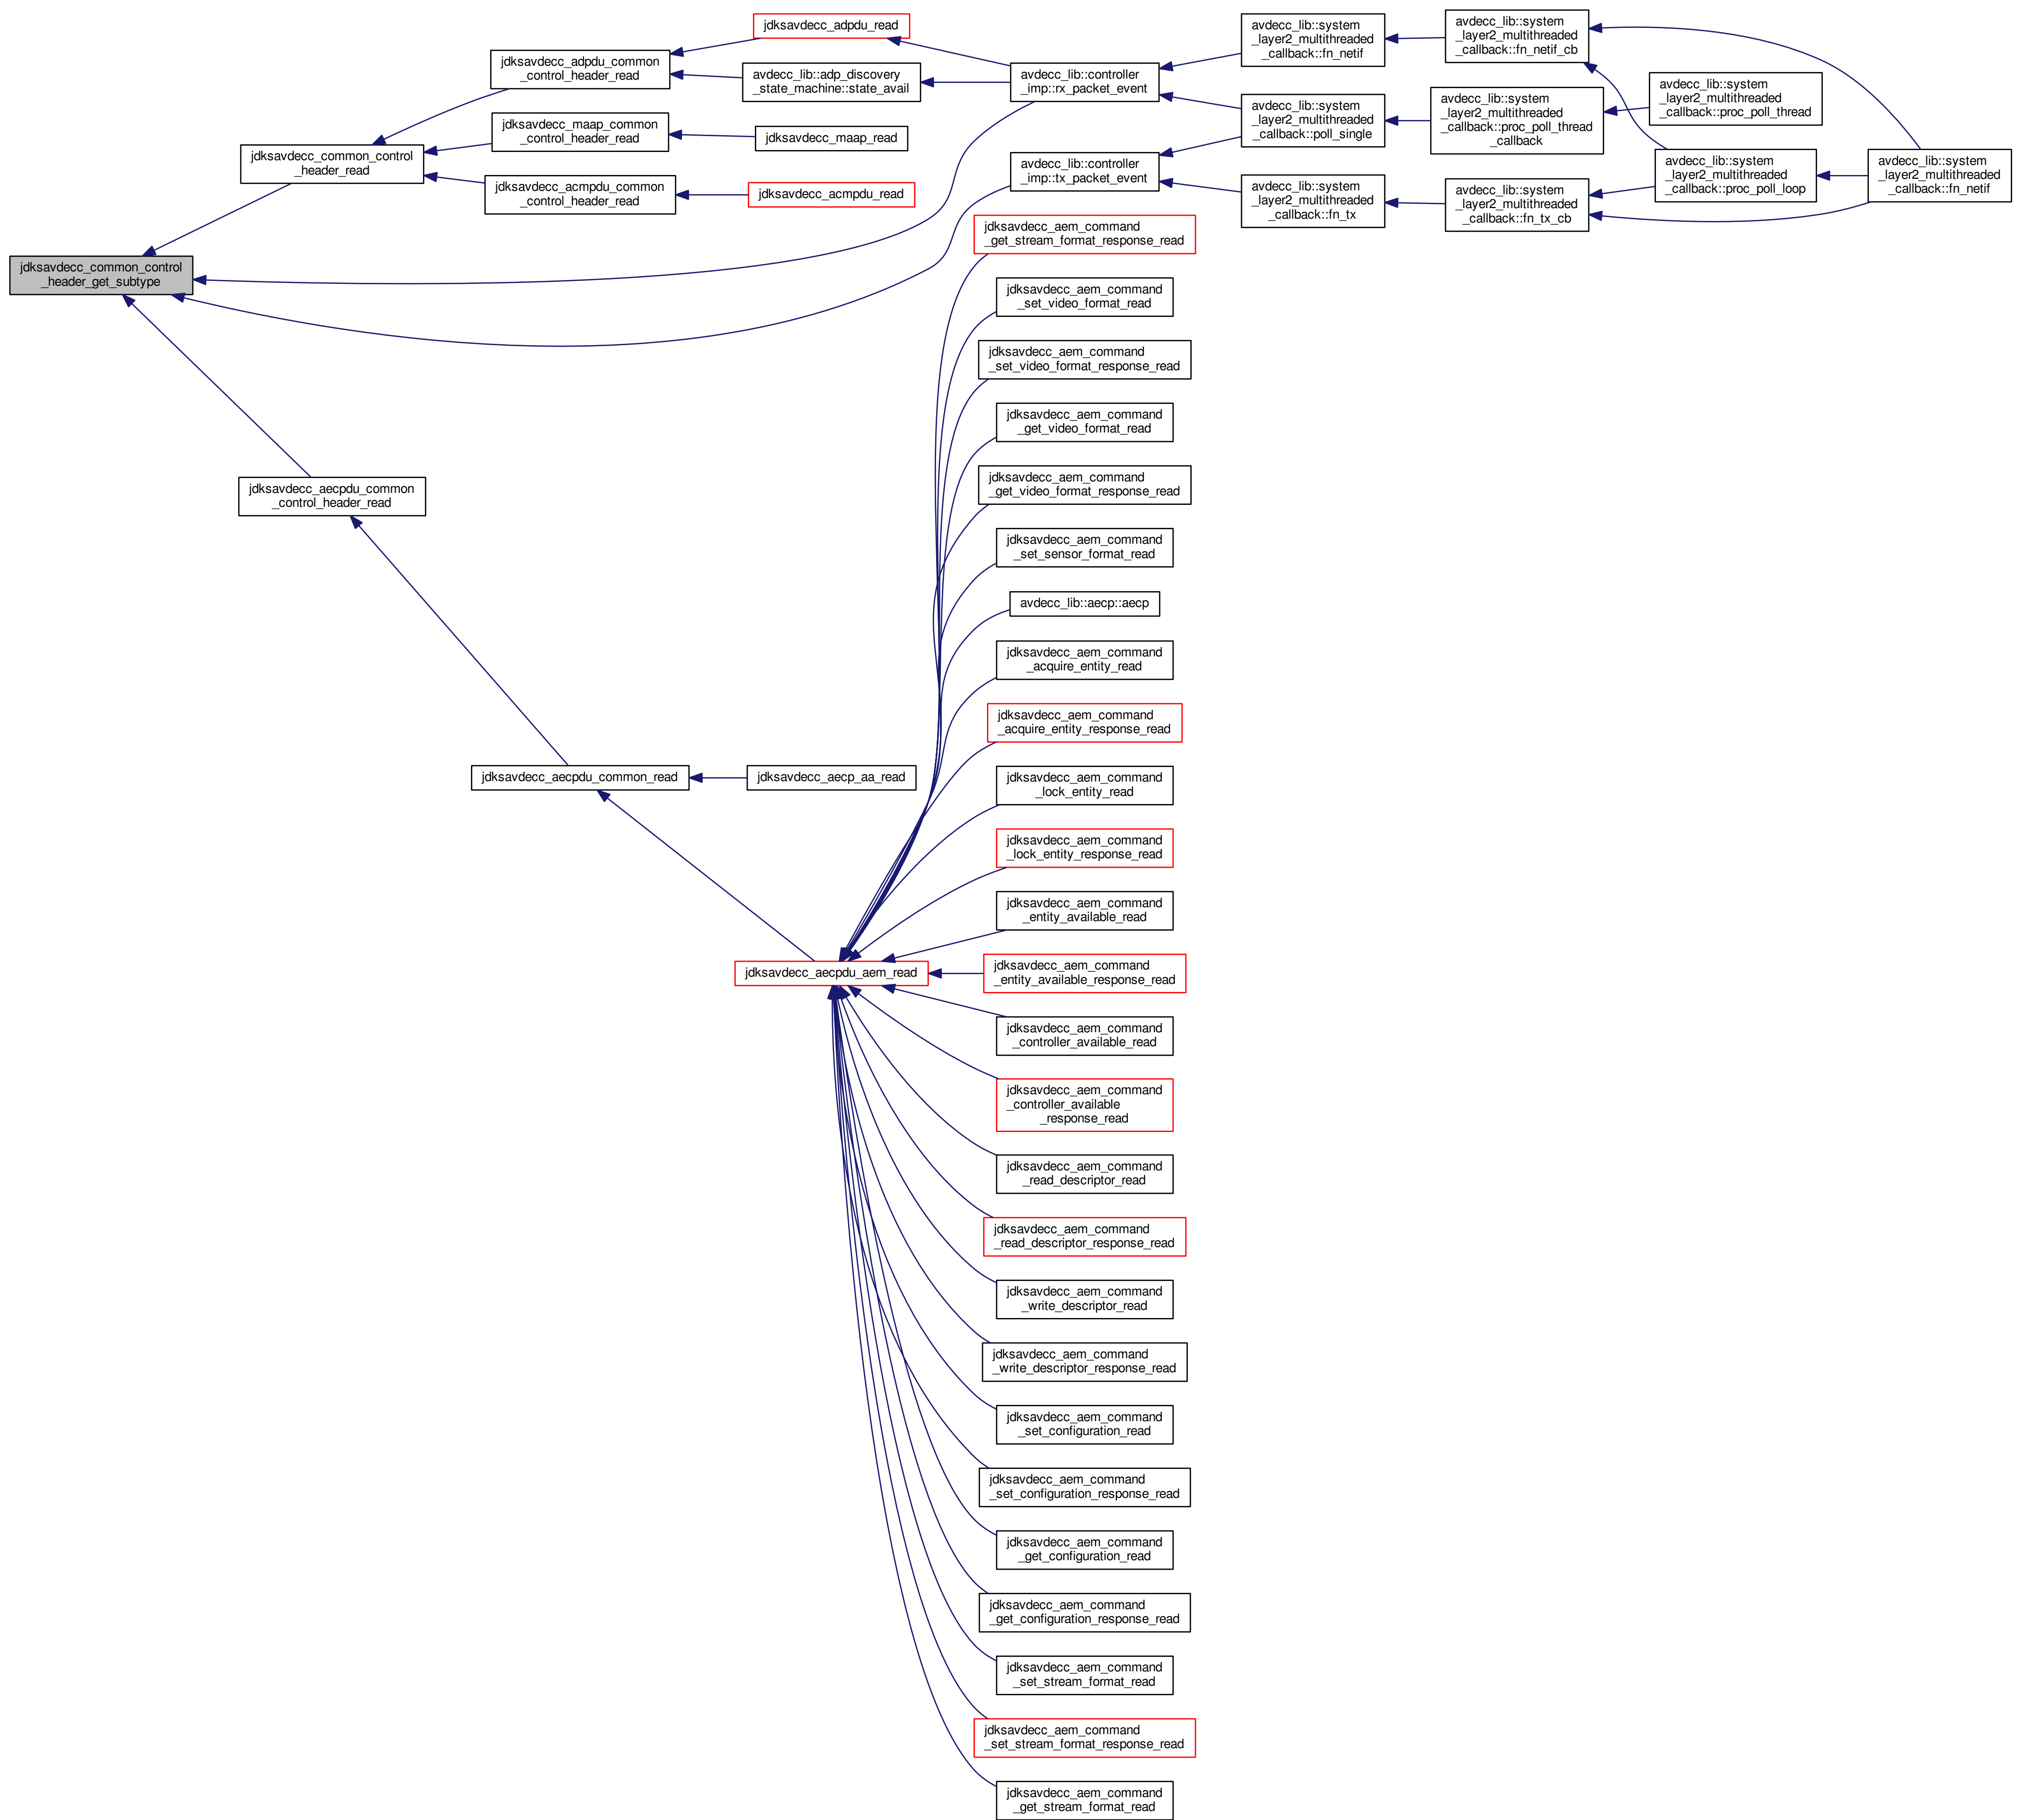 jdksavdecc_common_control
_header_get_subtype
jdksavdecc_common_control
_header_read
jdksavdecc_adpdu_common
_control_header_read
jdksavdecc_adpdu_read
avdecc_lib::adp_discovery
_state_machine::state_avail
jdksavdecc_maap_common
_control_header_read
jdksavdecc_maap_read
jdksavdecc_acmpdu_common
_control_header_read
jdksavdecc_acmpdu_read
avdecc_lib::controller
_imp::rx_packet_event
avdecc_lib::controller
_imp::tx_packet_event
avdecc_lib::system
_layer2_multithreaded
_callback::fn_netif
avdecc_lib::system
_layer2_multithreaded
_callback::poll_single
avdecc_lib::system
_layer2_multithreaded
_callback::fn_tx
avdecc_lib::system
_layer2_multithreaded
_callback::fn_netif_cb
avdecc_lib::system
_layer2_multithreaded
_callback::proc_poll_thread
_callback
avdecc_lib::system
_layer2_multithreaded
_callback::fn_tx_cb
avdecc_lib::system
_layer2_multithreaded
_callback::proc_poll_thread
avdecc_lib::system
_layer2_multithreaded
_callback::proc_poll_loop
avdecc_lib::system
_layer2_multithreaded
_callback::fn_netif
jdksavdecc_aecpdu_common
_control_header_read
jdksavdecc_aecpdu_common_read
jdksavdecc_aecp_aa_read
jdksavdecc_aecpdu_aem_read
jdksavdecc_aem_command
_get_stream_format_response_read
jdksavdecc_aem_command
_set_video_format_read
jdksavdecc_aem_command
_set_video_format_response_read
jdksavdecc_aem_command
_get_video_format_read
jdksavdecc_aem_command
_get_video_format_response_read
jdksavdecc_aem_command
_set_sensor_format_read
avdecc_lib::aecp::aecp
jdksavdecc_aem_command
_acquire_entity_read
jdksavdecc_aem_command
_acquire_entity_response_read
jdksavdecc_aem_command
_lock_entity_read
jdksavdecc_aem_command
_lock_entity_response_read
jdksavdecc_aem_command
_entity_available_read
jdksavdecc_aem_command
_entity_available_response_read
jdksavdecc_aem_command
_controller_available_read
jdksavdecc_aem_command
_controller_available
_response_read
jdksavdecc_aem_command
_read_descriptor_read
jdksavdecc_aem_command
_read_descriptor_response_read
jdksavdecc_aem_command
_write_descriptor_read
jdksavdecc_aem_command
_write_descriptor_response_read
jdksavdecc_aem_command
_set_configuration_read
jdksavdecc_aem_command
_set_configuration_response_read
jdksavdecc_aem_command
_get_configuration_read
jdksavdecc_aem_command
_get_configuration_response_read
jdksavdecc_aem_command
_set_stream_format_read
jdksavdecc_aem_command
_set_stream_format_response_read
jdksavdecc_aem_command
_get_stream_format_read